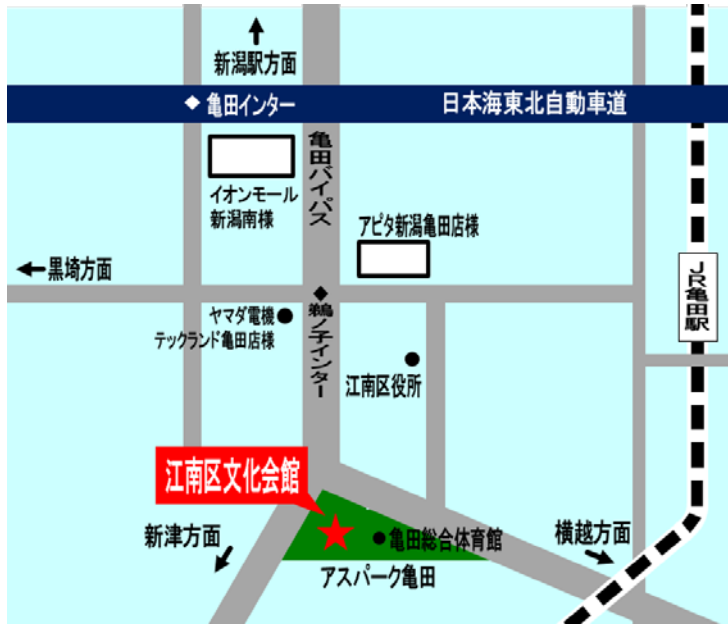 新潟駅方面
亀田インター
日本海東北自動車道
亀田バイパス
イオンモール
新潟南様
アピタ新潟亀田店様
黒埼方面
JR亀田駅
ヤマダ電機
テックランド亀田店様
鵜ノ子インター
江南区役所
江南区文化会館
新津方面
亀田総合体育館
横越方面
アスパーク亀田